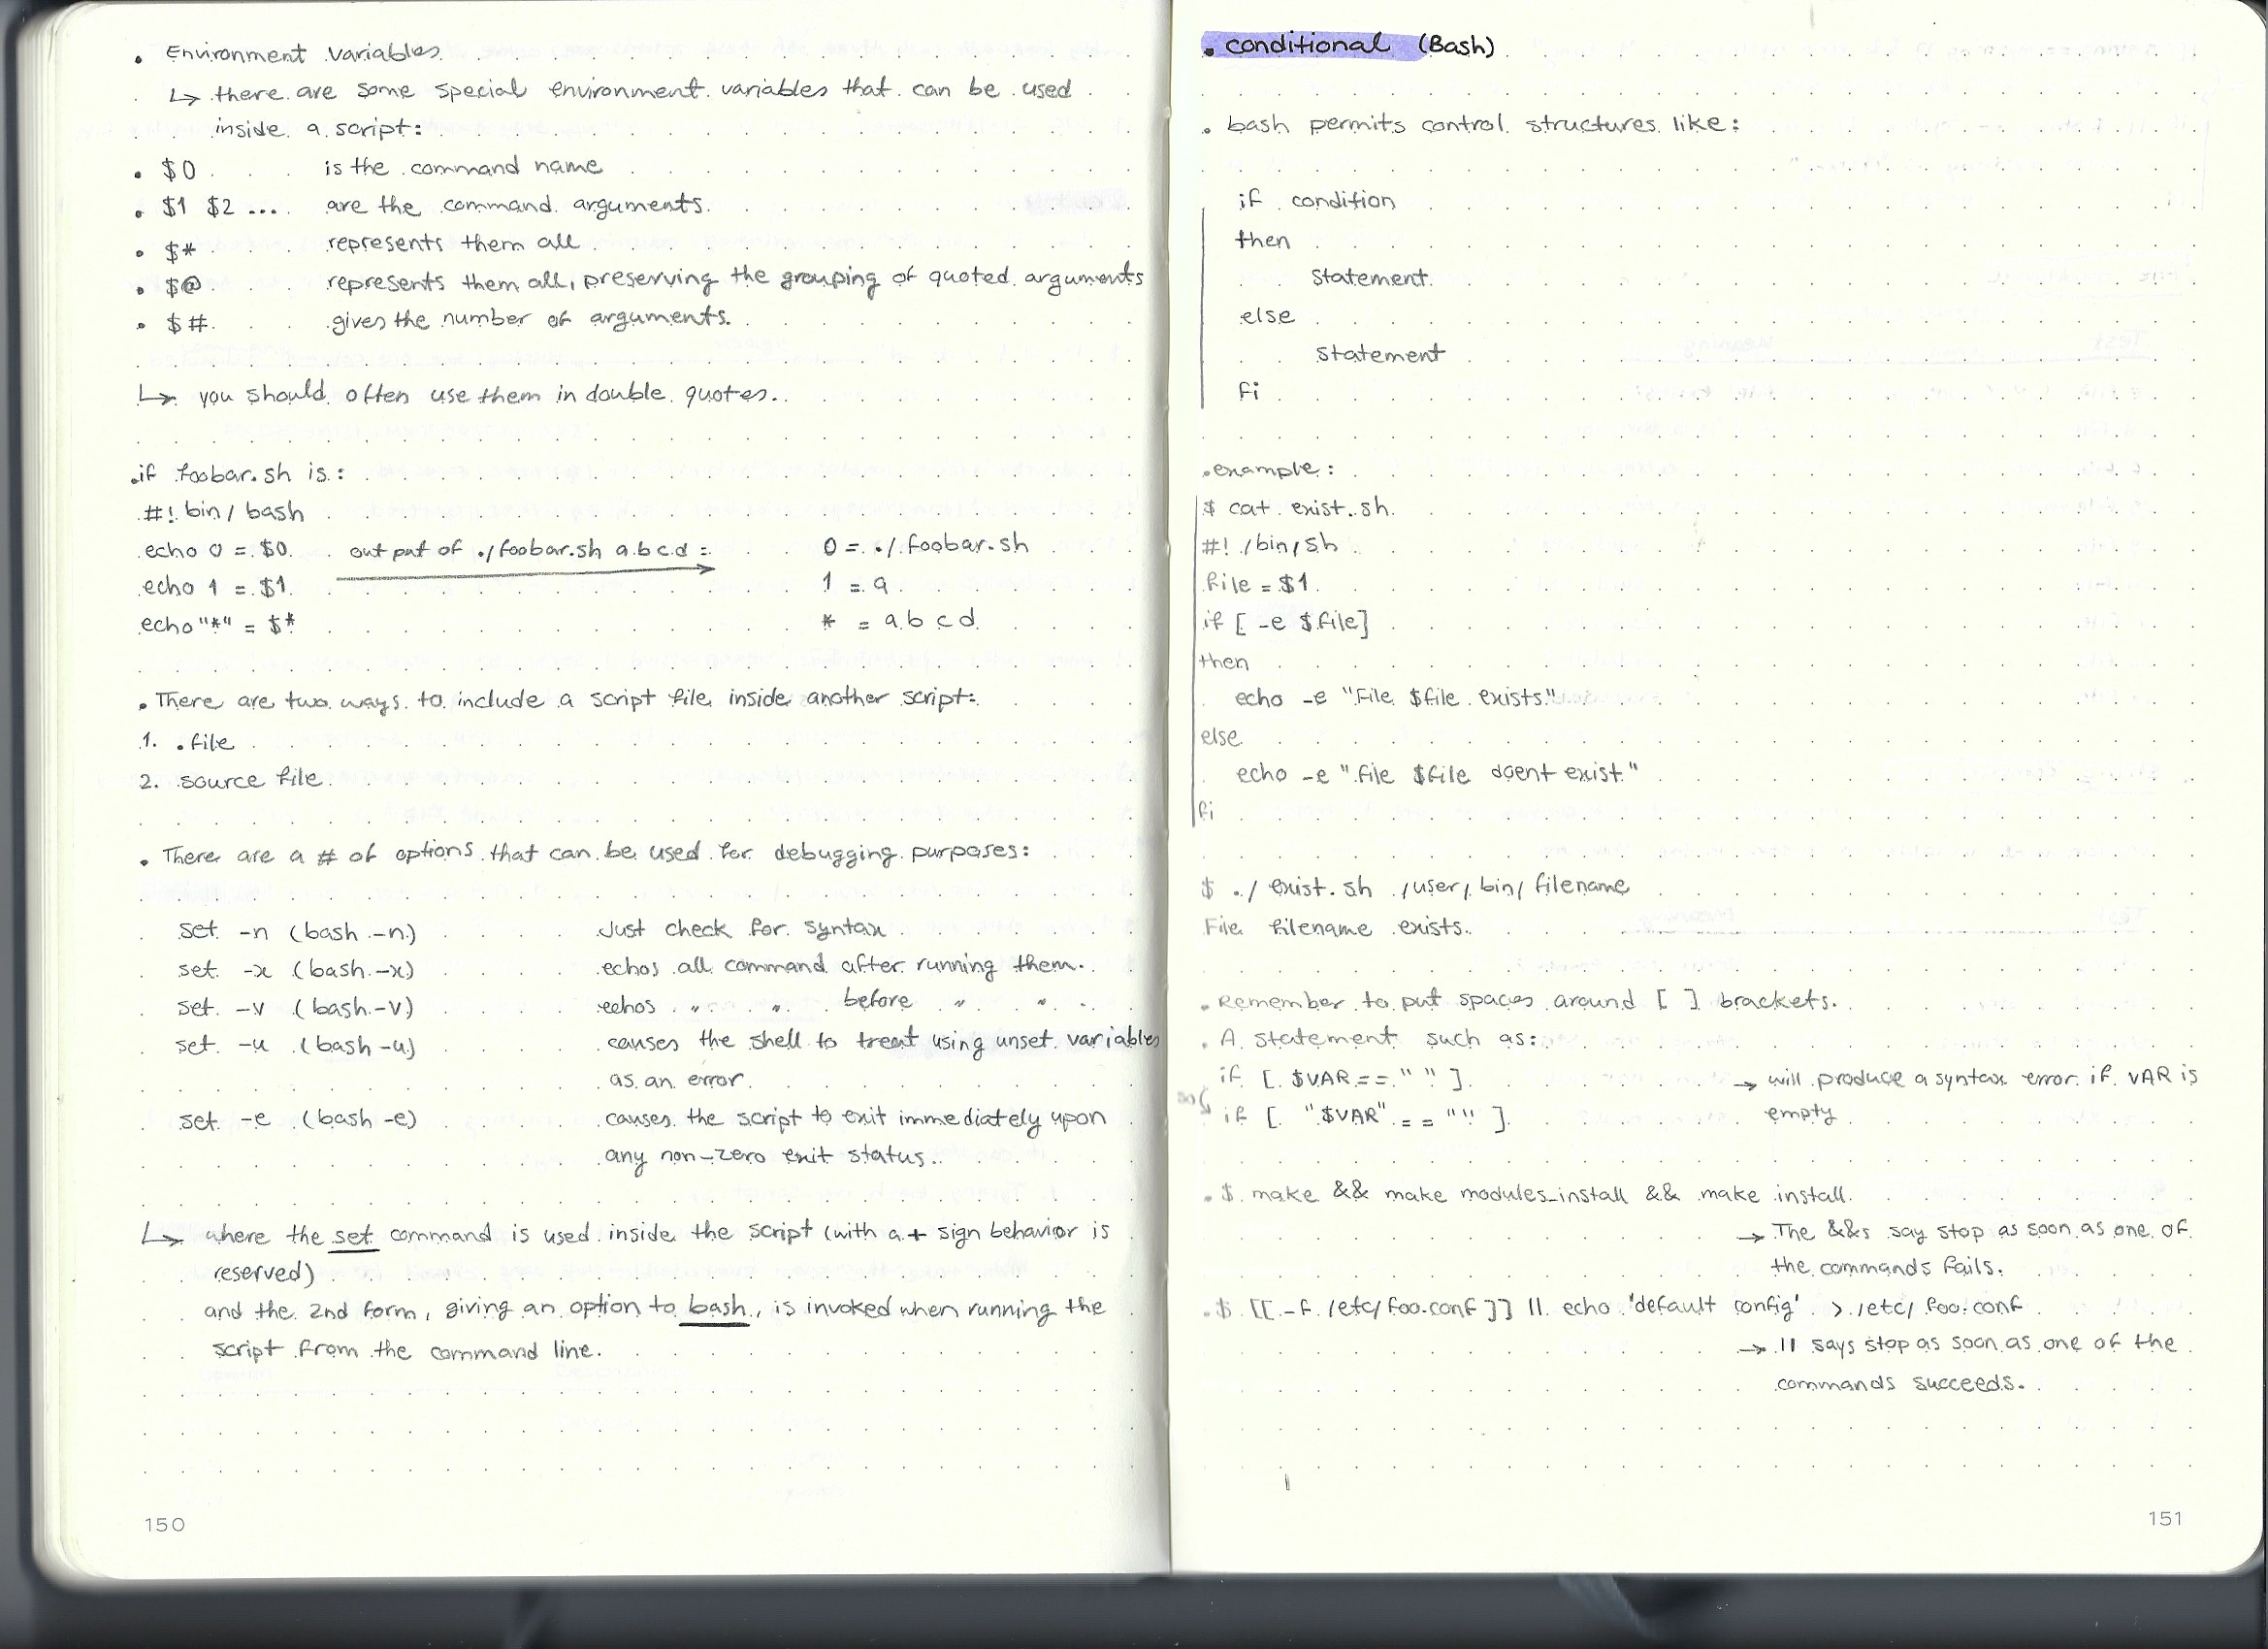 • Environment variables
↳ there are some special environment variables that can be used
inside a script:
• $0 is the command name
• $1 $2 ... are the command arguments.
• $* represents them all
• $@ represents them all, preserving the grouping of quoted arguments
• $# gives the number of arguments.
↳ you should often use them in double quotes.
• if foobar.sh is:
#! bin/bash
echo 0 = $0 output of ./foobar.sh a b c d : 0 = ./foobar.sh
echo 1 = $1 1 = a
echo "*" = $* * = a b c d
• There are two ways to include a script file inside another script:
1. . file
2. source file
• There are a # of options that can be used for debugging purposes:
set -n (bash -n) Just check for syntax
set -x (bash -x) echos all command after running them.
set -v (bash -v) echos " " before " " .
set -u (bash -u) causes the shell to treat using unset variables
as an error
set -e (bash -e) causes the script to exit immediately upon
any non-zero exit status.
↳ where the set command is used inside the script (with a + sign behavior is
reserved)
and the 2nd form, giving an option to bash, is invoked when running the
script from the command line.
150
• conditional (Bash)
• bash permits control structures like:
if condition
then
statement
else
statement
fi
• example:
$ cat exist.sh
#! /bin/sh
file = $1
if [ -e $file]
then
echo -e "File $file exists"
else
echo -e "file $file doent exist"
fi
$ ./exist.sh /user/bin/filename
File filename exists.
• Remember to put spaces around [ ] brackets.
• A statement such as:
if [ $VAR == " " ] → will produce a syntax error if VAR is
if [ "$VAR" == "" ] empty
• $ make && make modules_install && make install
→ The &&s say stop as soon as one of
the commands fails.
• $ [[ -f /etc/foo.conf ]] || echo 'default config' > /etc/foo.conf
→ || says stop as soon as one of the
commands succeeds.
151